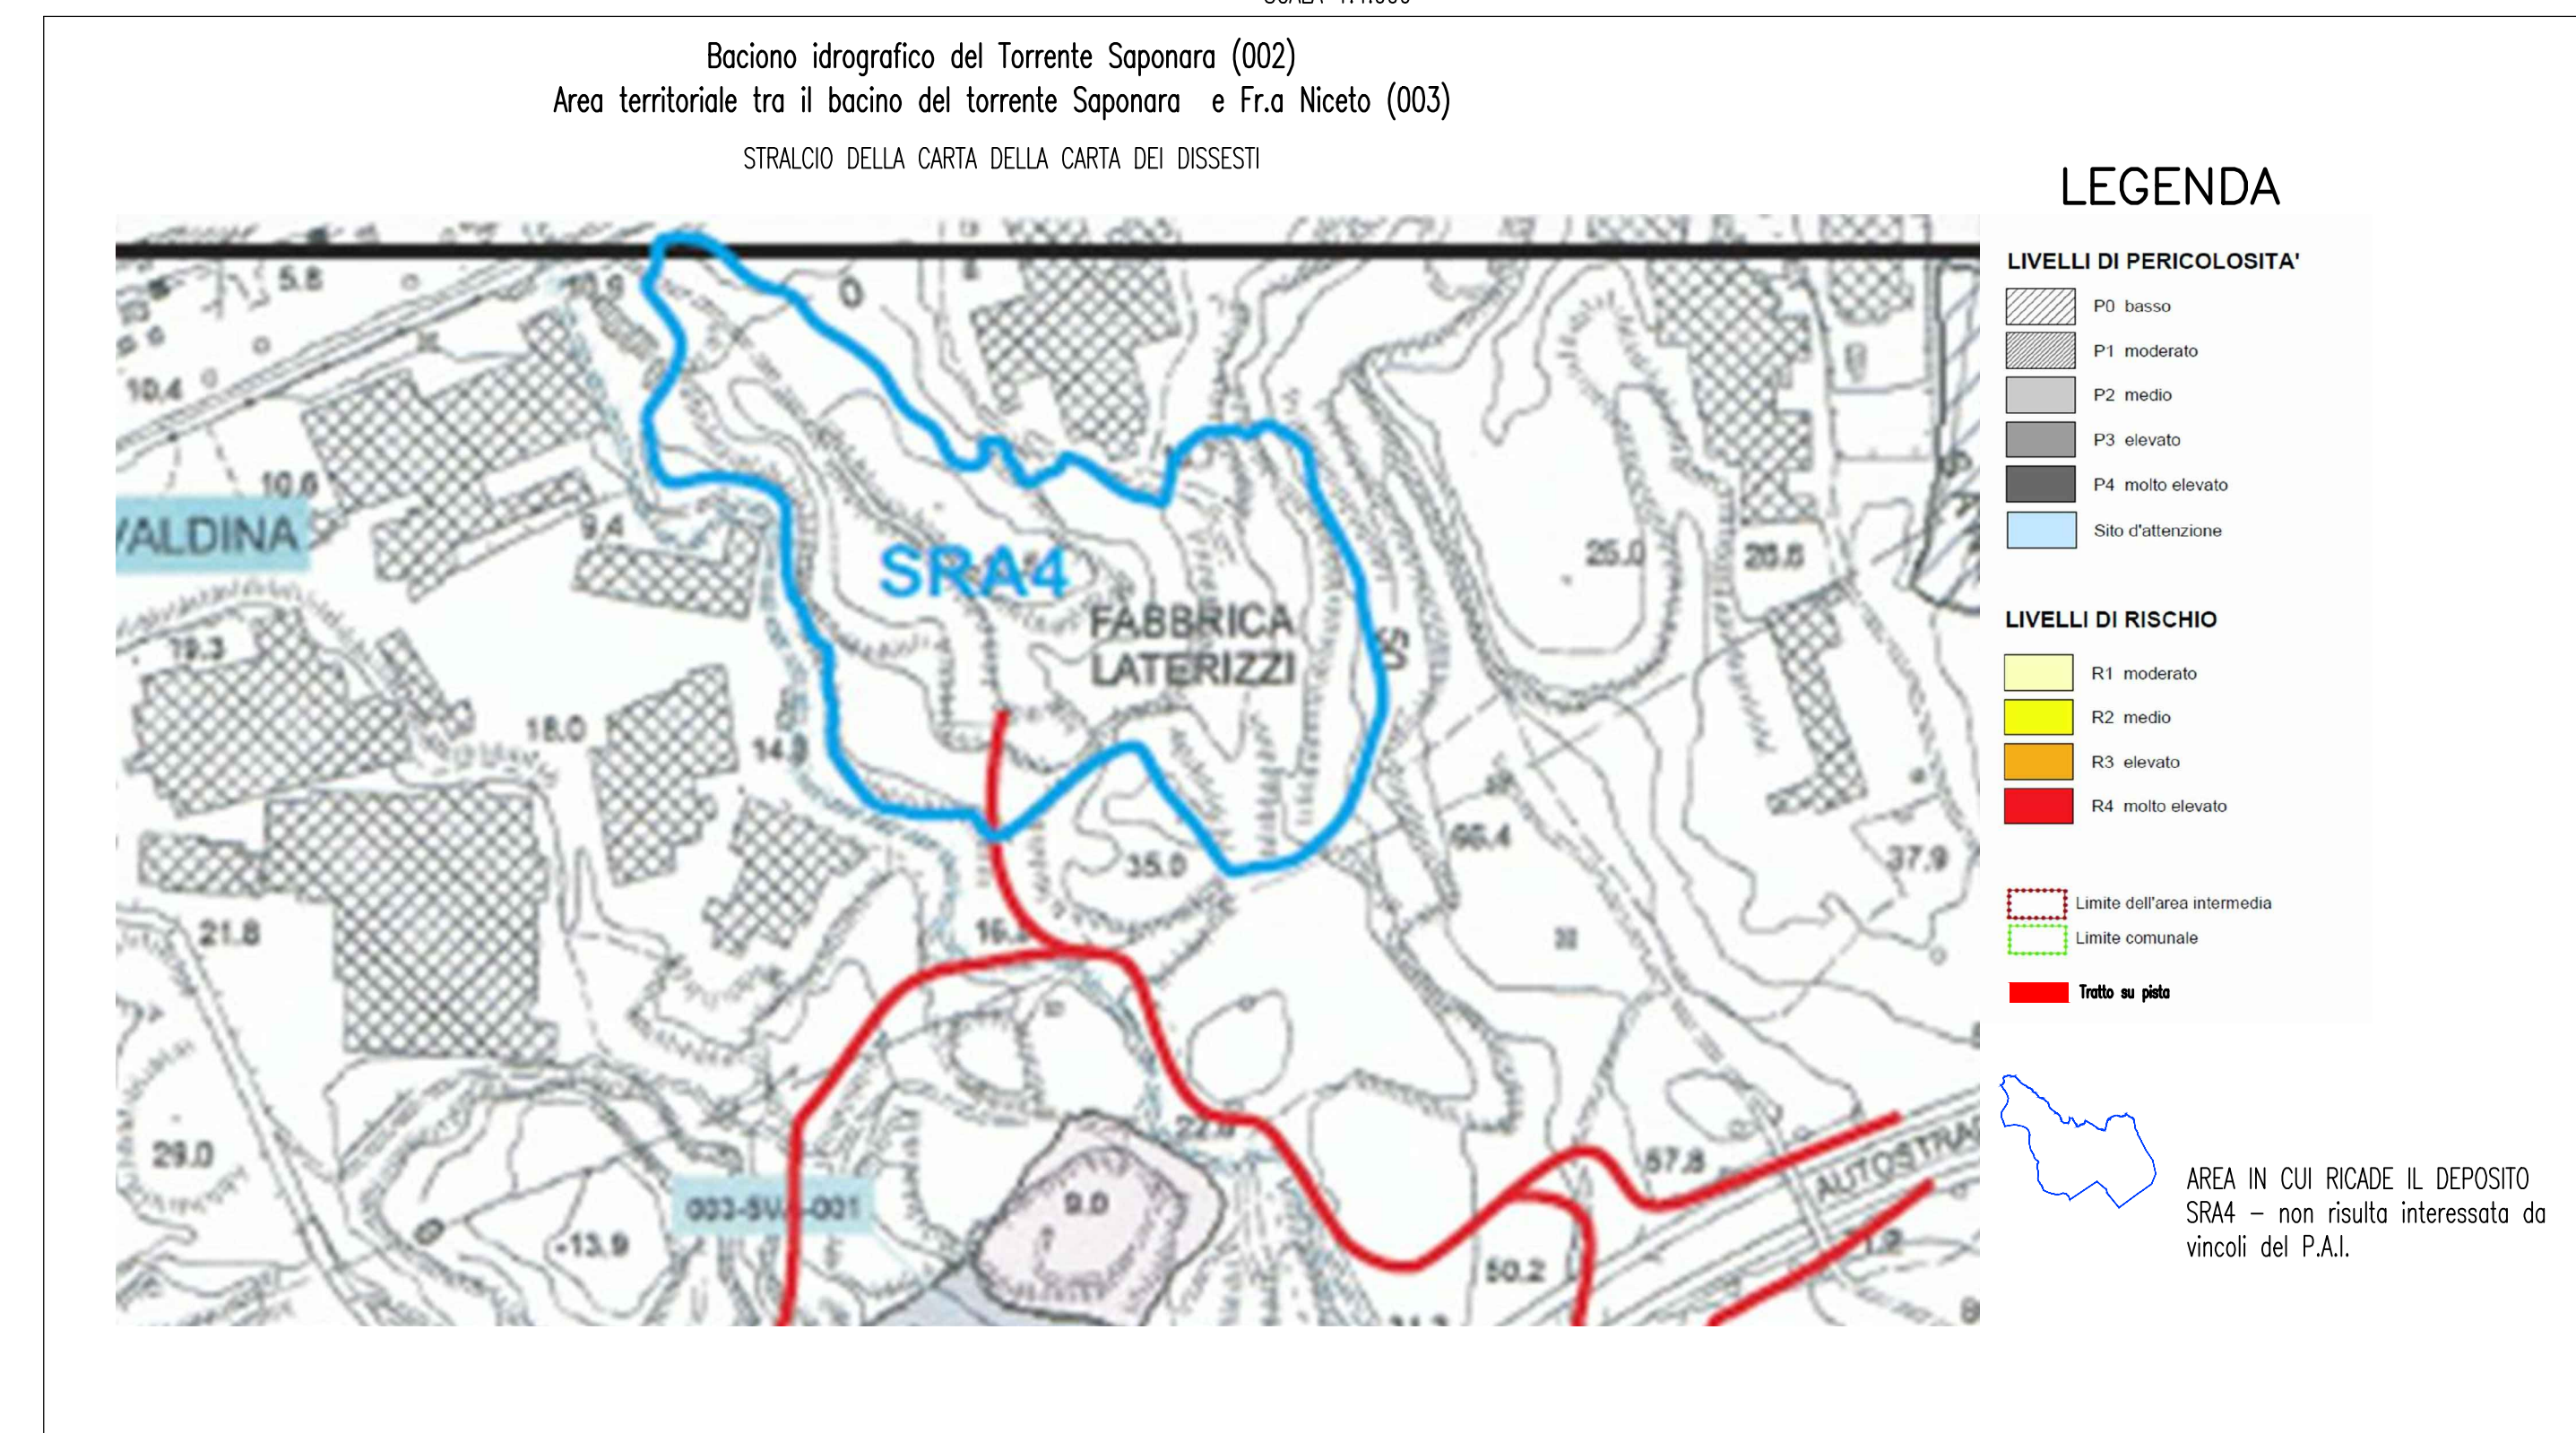 Baciono idrografico del Torrente Saponara (002)
Area territoriale tra il bacino del torrente Saponara e Fr.a Niceto (003)
STRALCIO DELLA CARTA DELLA CARTA DEI DISSESTI
LEGENDA
LIVELLI DI PERICOLOSITA'
P0 basso
P1 moderato
P2 medio
P3 elevato
P4 molto elevato
Sito d'attenzione
LIVELLI DI RISCHIO
R1 moderato
R2 medio
R3 elevato
R4 molto elevato
Limite dell'area intermedia
Limite comunale
Tratto su pista
AREA IN CUI RICADE IL DEPOSITO
SRA4 – non risulta interessata da
vincoli del P.A.I.
5.8
10.4
10.6
VALDINA
9.4
SRA4
FABBRICA
LATERIZZI
25.0
19.3
18.0
35.0
37.9
21.8
29.0
-13.9
9.0
57.8
50.2
AUTOSTRA